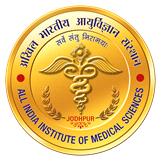 अखिल भारतीय आयुर्विज्ञान संस्थान
सर्वे सन्तु निरामयाः
JODHPUR
ALL INDIA INSTITUTE OF MEDICAL SCIENCES